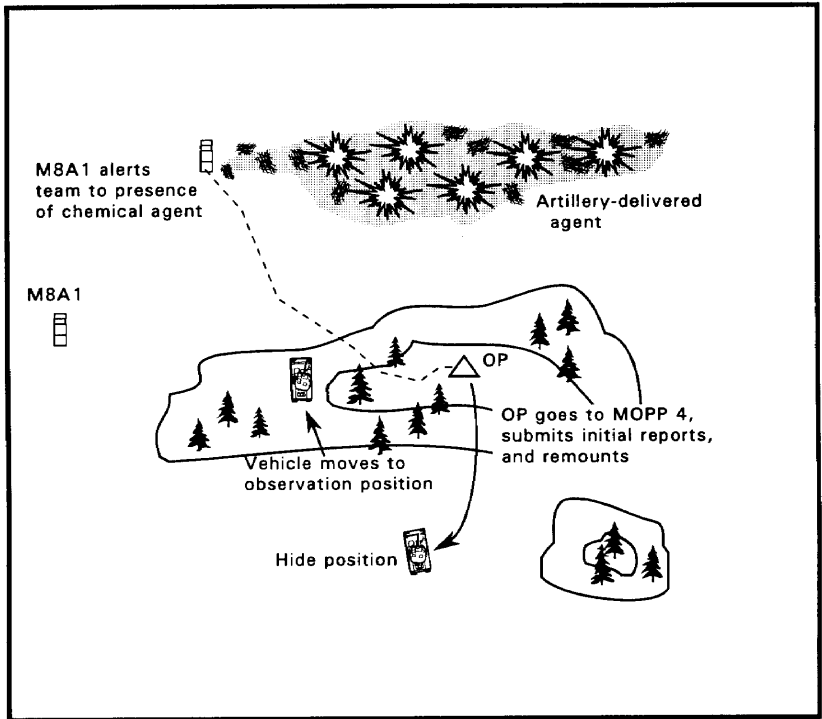 M8A1 alerts
team to presence
of chemical agent
Artillery-delivered
agent
M8A1
OP
OP goes to MOPP 4,
submits initial reports,
and remounts
Vehicle moves to
observation position
Hide position